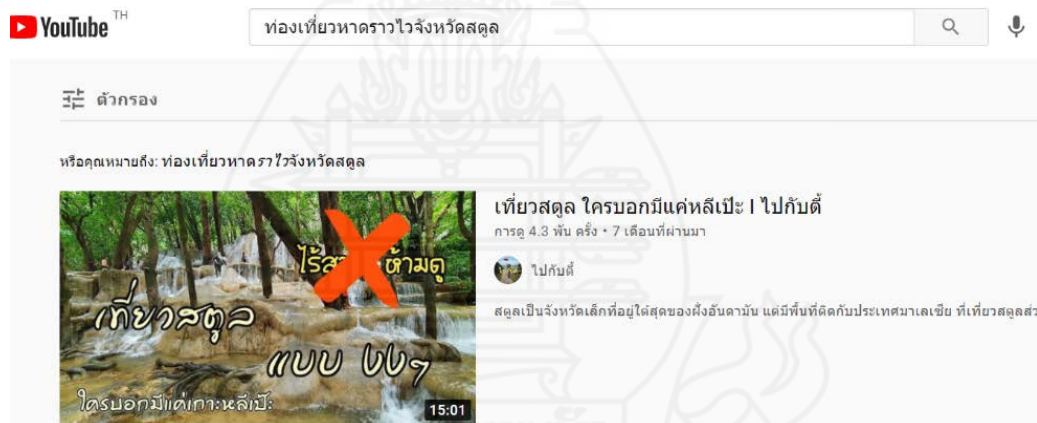 YouTube TH
ท่องเที่ยวหาดราวไวจังหวัดสตูล
ตัวกรอง
หรือคุณหมายถึง: ท่องเที่ยวหาดราไวจังหวัดสตูล
เที่ยวสตูล ใครบอกมีแค่หลีเป๊ะ I ไปกับตี้
การดู 4.3 พัน ครั้ง • 7 เดือนที่ผ่านมา
ไปกับตี้
สตูลเป็นจังหวัดเล็กที่อยู่ใต้สุดของฝั่งอันดามัน แต่มีพื้นที่ติดกับประเทศมาเลเซีย ที่เที่ยวสตูลส่ว
ไร้สา ห้ามดู
เที่ยวสตูล
แบบ งงๆ
ใครบอกมีแค่เกาะหลีเป๊ะ
15:01